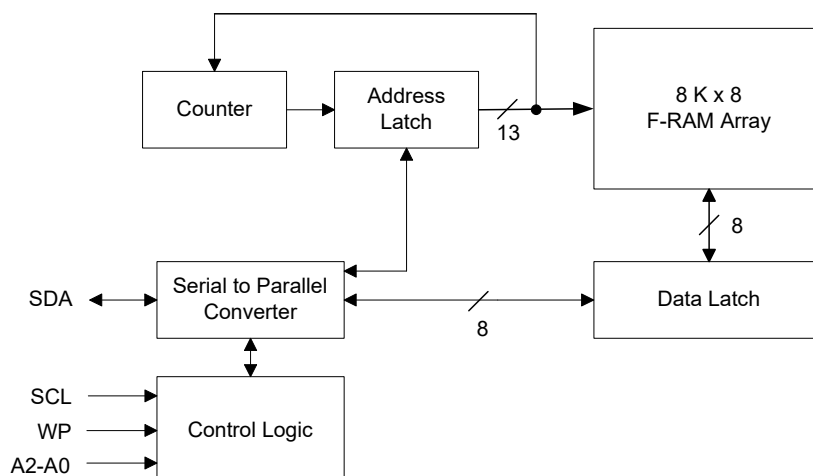 Counter
Address
Latch
13
8 K x 8
F-RAM Array
8
SDA
Serial to Parallel
Converter
8
Data Latch
SCL
WP
A2-A0
Control Logic